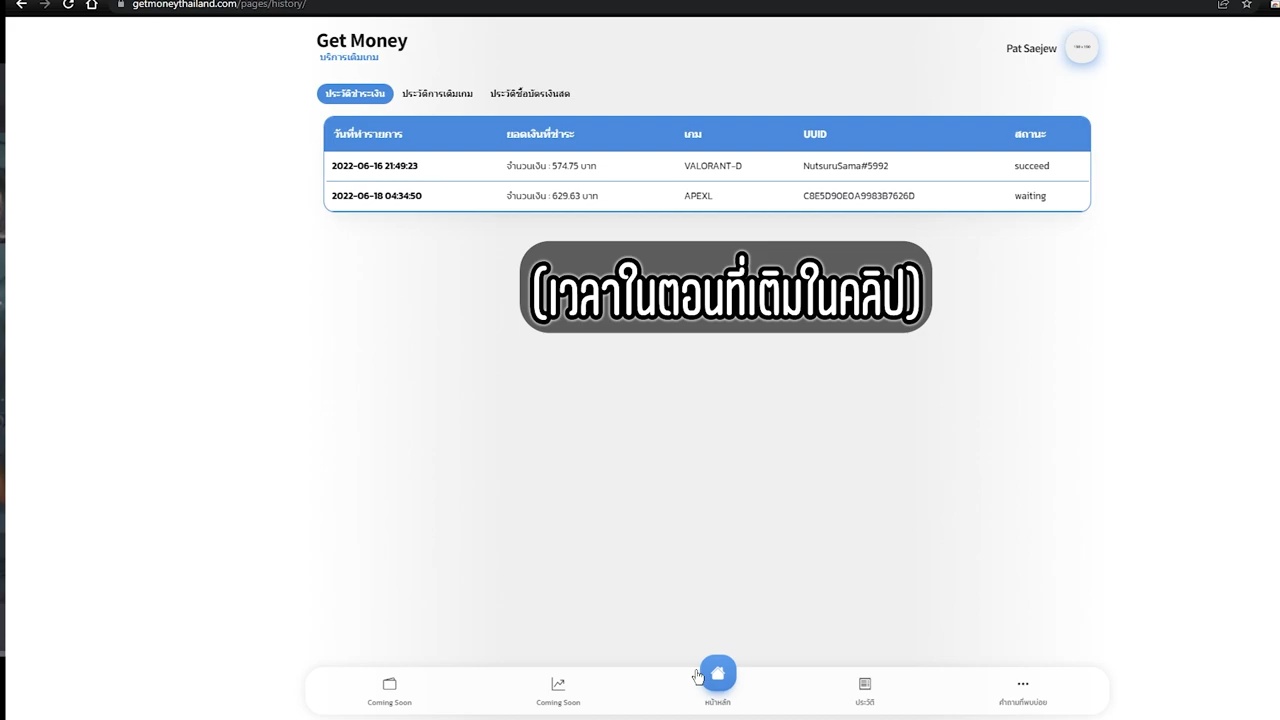 getmoneythailand.com/pages/history/
Get Money
บริการเติมเกม
Pat Saejew
ประวัติชำระเงิน ประวัติการเติมเกม ประวัติซื้อบัตรเงินสด
วันที่ทำรายการ ยอดเงินที่ชำระ เกม UUID สถานะ
2022-06-16 21:49:23 จำนวนเงิน : 574.75 บาท VALORANT-D NutsuruSama#5992 succeed
2022-06-18 04:34:50 จำนวนเงิน : 629.63 บาท APEXL C8E5D90E0A9983B7626D waiting
(เวลาในตอนที่เติมในคลิป)
Coming Soon Coming Soon หน้าหลัก ประวัติ คำถามที่พบบ่อย